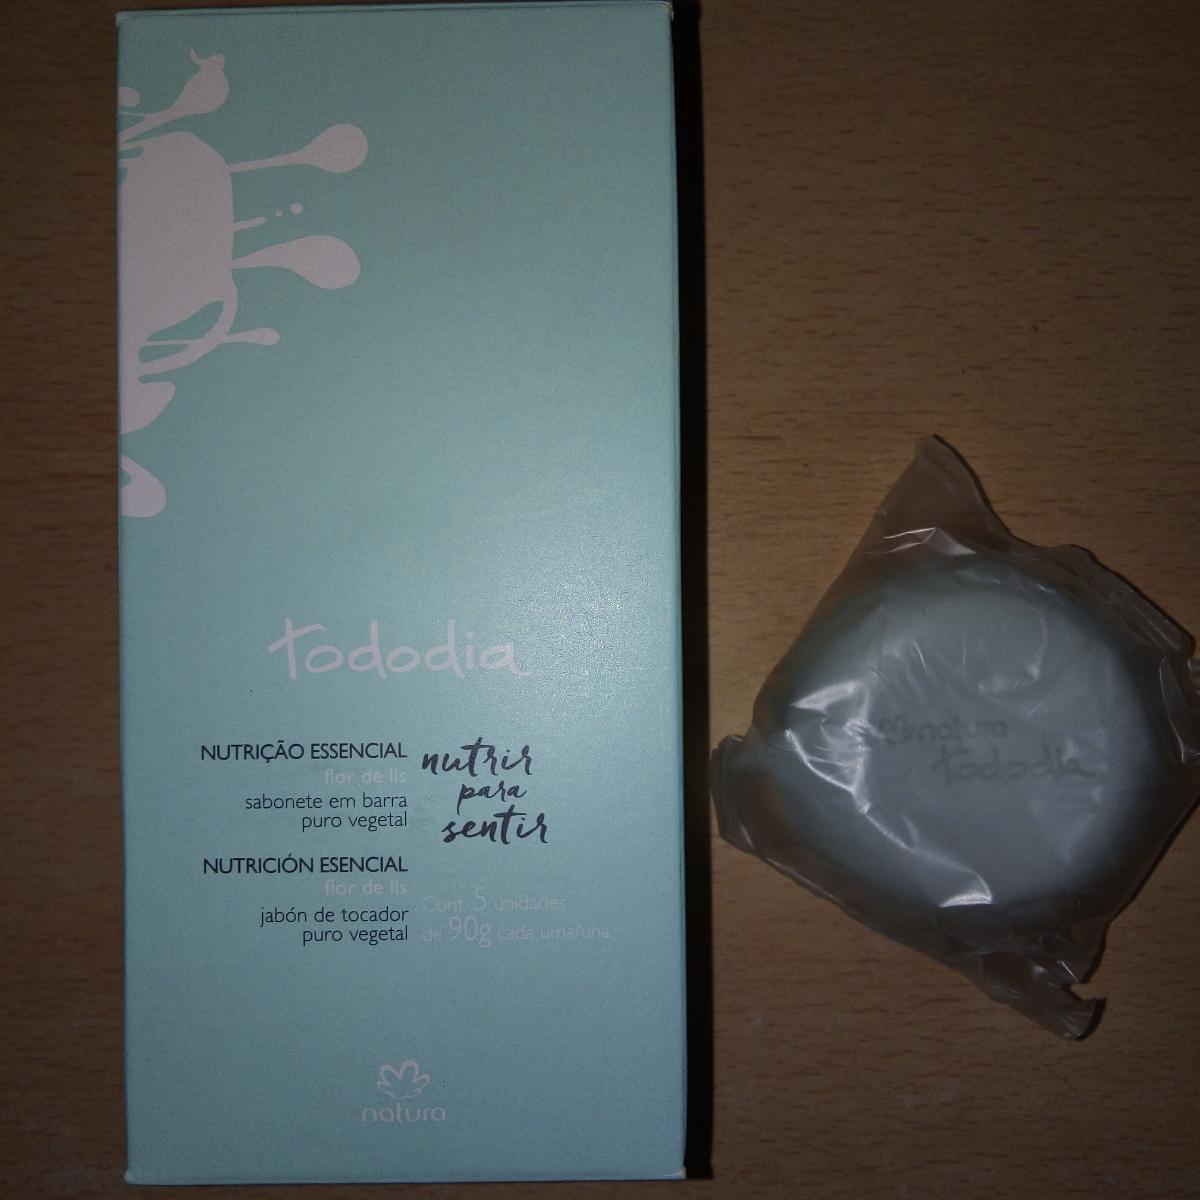 tododia
NUTRIÇÃO ESSENCIAL
flor de lis
sabonete em barra
puro vegetal
nutrir
para
sentir
NUTRICIÓN ESENCIAL
flor de lis
jabón de tocador
puro vegetal
Cont. 5 unidades
de 90g cada uma/una
natura
natura
tododia